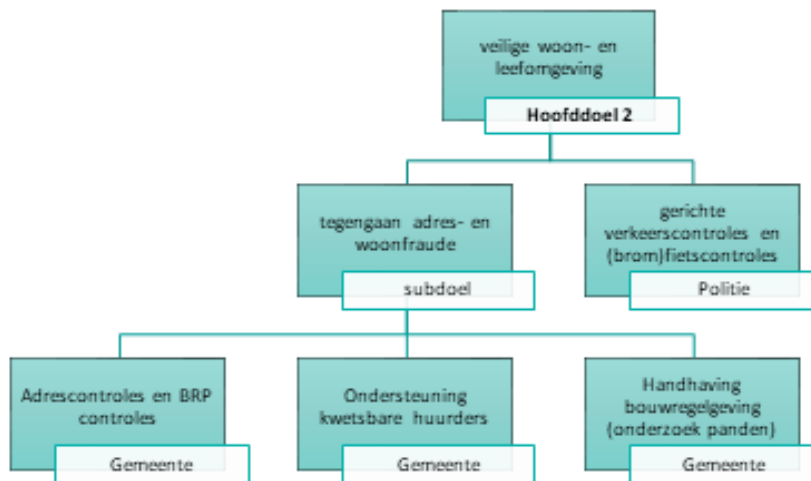 veilige woon- en
leefomgeving
Hoofddoel 2
tegengaan adres- en
woonfraude
subdoel
gerichte
verkeerscontroles en
(brom)fietscontroles
Politie
Adrescontroles en BRP
controles
Gemeente
Ondersteuning
kwetsbare huurders
Gemeente
Handhaving
bouwregelgeving
(onderzoek panden)
Gemeente